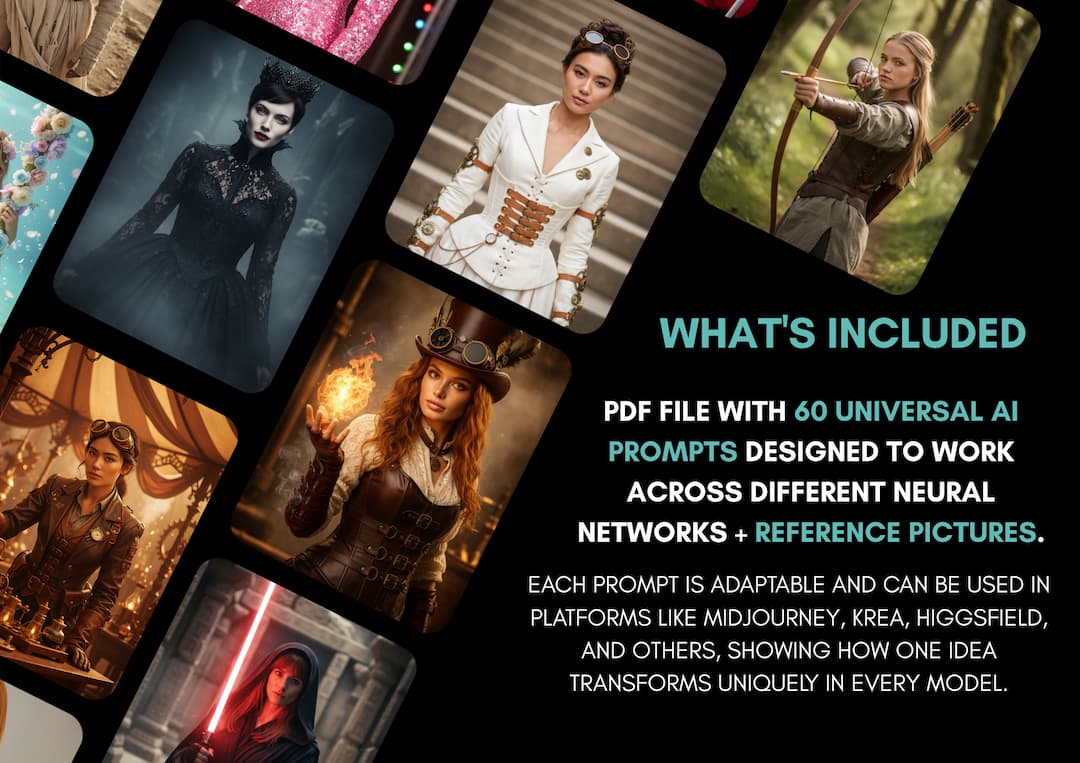 WHAT'S INCLUDED
PDF FILE WITH 60 UNIVERSAL AI
PROMPTS DESIGNED TO WORK
ACROSS DIFFERENT NEURAL
NETWORKS + REFERENCE PICTURES.
EACH PROMPT IS ADAPTABLE AND CAN BE USED IN
PLATFORMS LIKE MIDJOURNEY, KREA, HIGGSFIELD,
AND OTHERS, SHOWING HOW ONE IDEA
TRANSFORMS UNIQUELY IN EVERY MODEL.